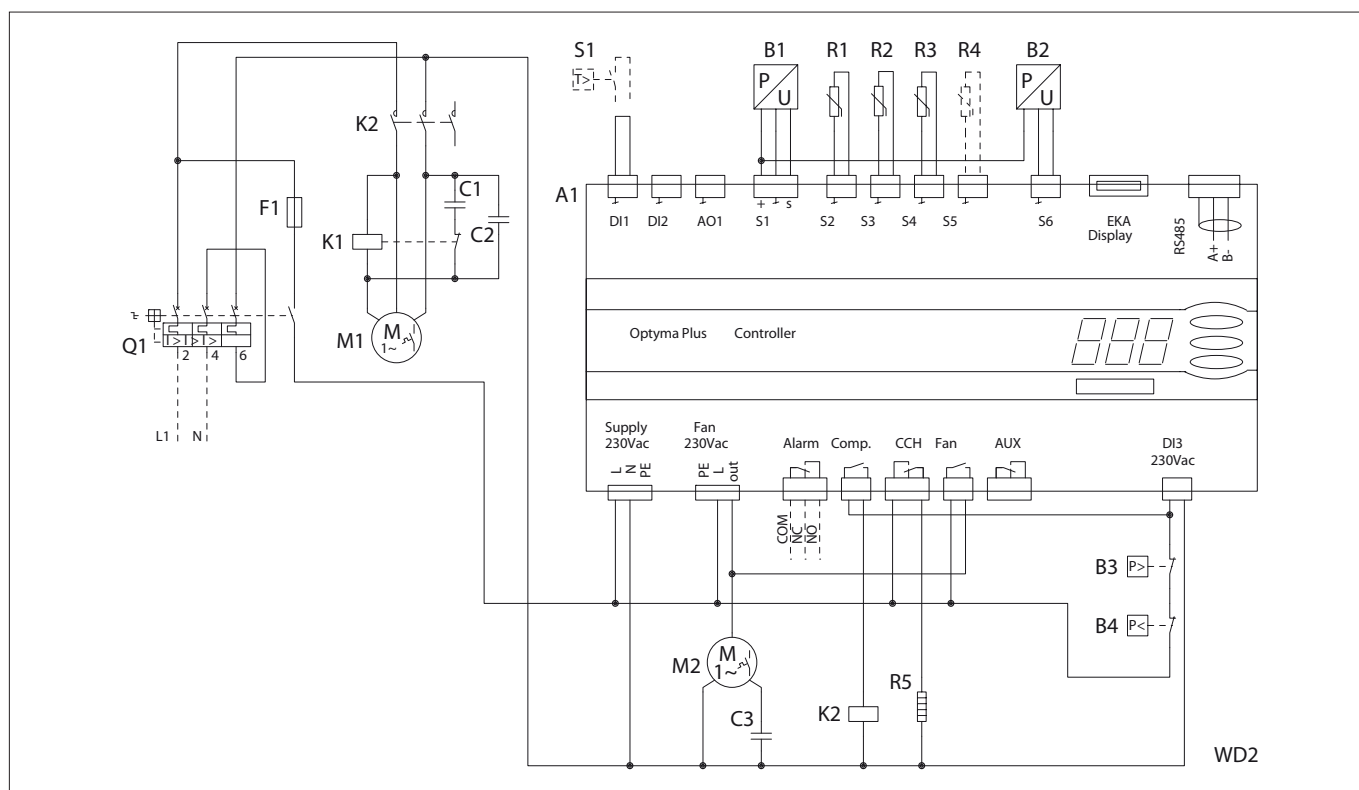 S1 B1 R1 R2 R3 R4 B2
T>
P
U
P
U
K2
A1
C1
F1
K1
C2
+ s
DI1 DI2 AO1 S1 S2 S3 S4 S5 S6 EKA
Display
RS485
A+
B-
Q1
I> I> I>
2 4 6
M1
M
1~
Optyma Plus Controller
L1 N
Supply
230Vac
Fan
230Vac
Alarm Comp. CCH Fan AUX
DI3
230Vac
L
N
PE
PE
L
out
COM
NC
NO
B3 P>
B4 P<
M2
M
1~
R5
C3
K2
WD2